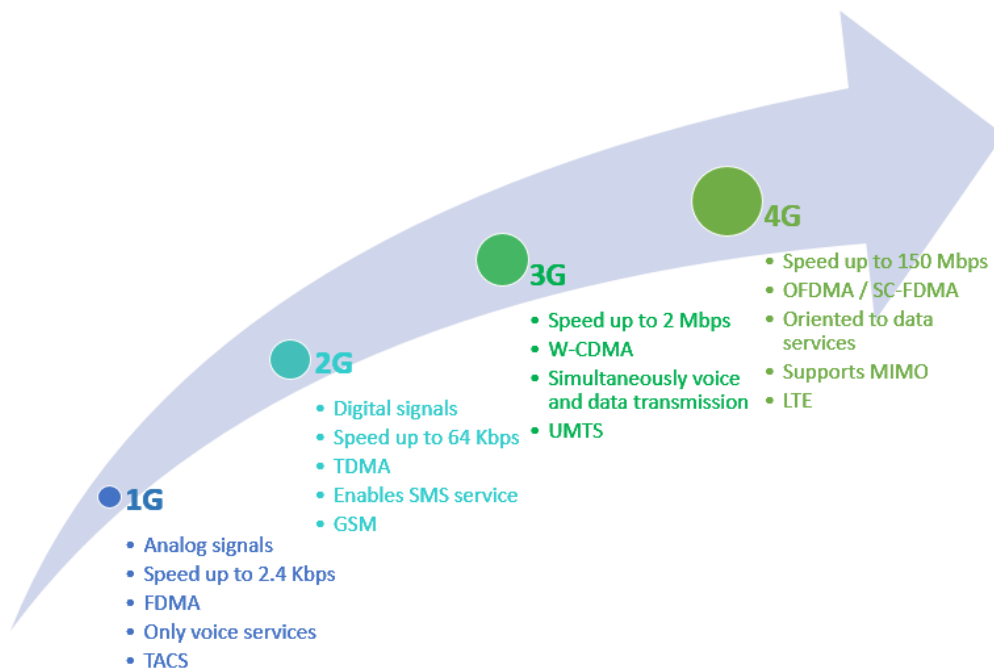 1G
• Analog signals
• Speed up to 2.4 Kbps
• FDMA
• Only voice services
• TACS
2G
• Digital signals
• Speed up to 64 Kbps
• TDMA
• Enables SMS service
• GSM
3G
• Speed up to 2 Mbps
• W-CDMA
• Simultaneously voice
and data transmission
• UMTS
4G
• Speed up to 150 Mbps
• OFDMA / SC-FDMA
• Oriented to data
services
• Supports MIMO
• LTE